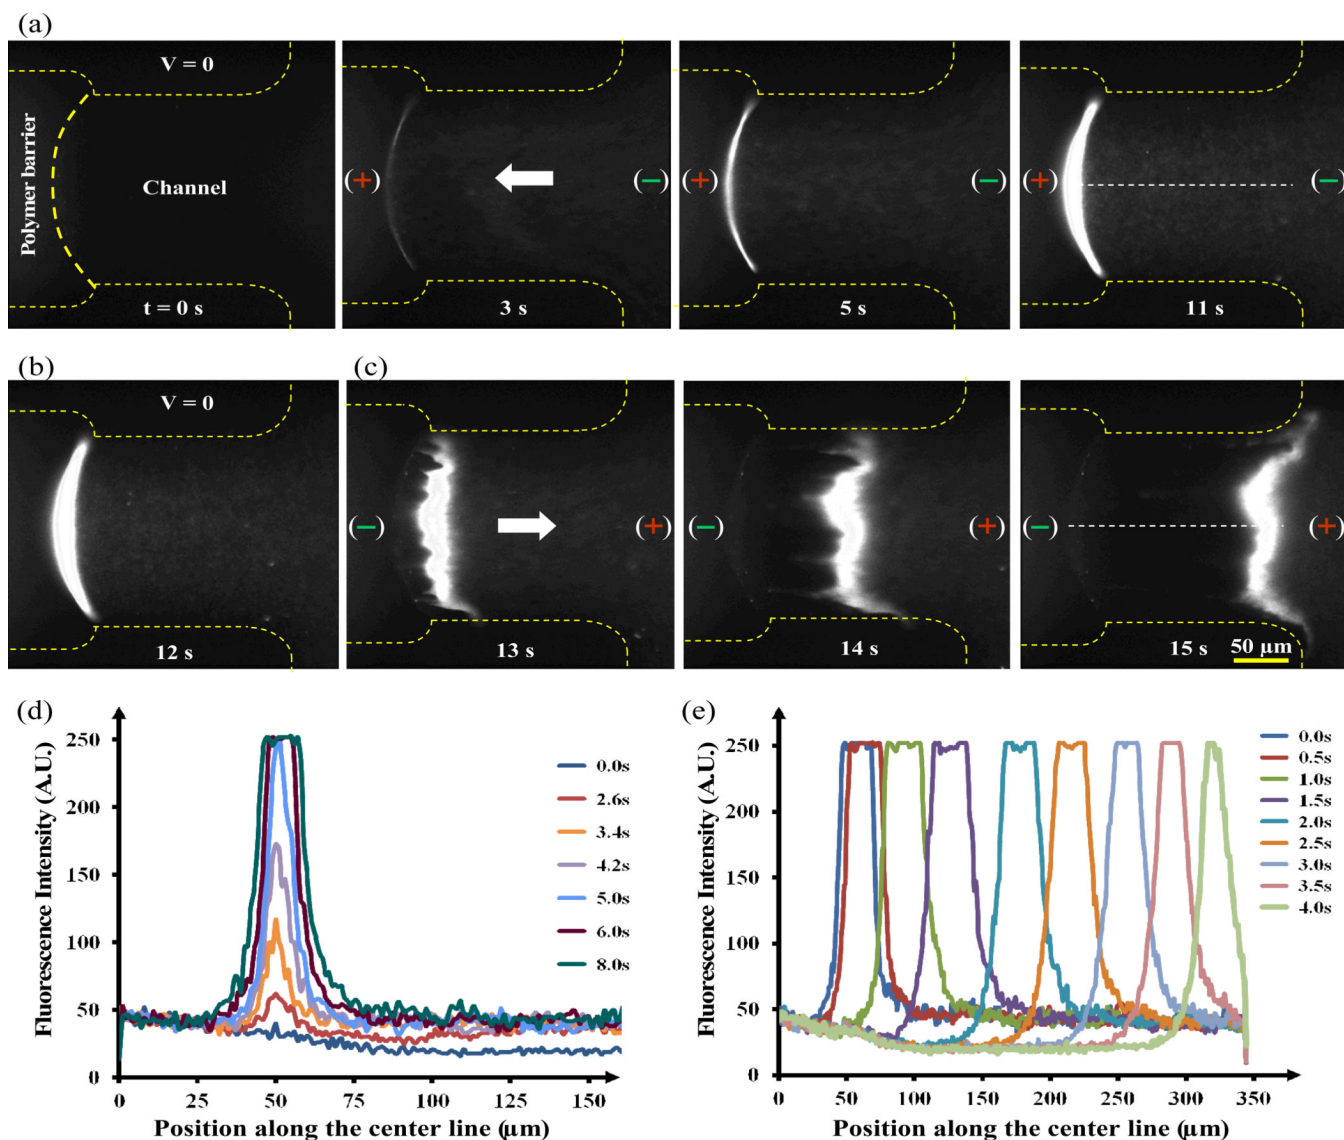 (a)
V = 0
Polymer barrier
Channel
t = 0 s
(+)
(−)
3 s
(+)
(−)
5 s
(+)
(−)
11 s
(b)
V = 0
12 s
(c)
(−)
(+)
13 s
(−)
(+)
14 s
(−)
(+)
15 s
50 µm
(d)
Fluorescence Intensity (A.U.)
250
200
150
100
50
0
0 25 50 75 100 125 150
Position along the center line (µm)
0.0s
2.6s
3.4s
4.2s
5.0s
6.0s
8.0s
(e)
Fluorescence Intensity (A.U.)
250
200
150
100
50
0
0 50 100 150 200 250 300 350
Position along the center line (µm)
0.0s
0.5s
1.0s
1.5s
2.0s
2.5s
3.0s
3.5s
4.0s